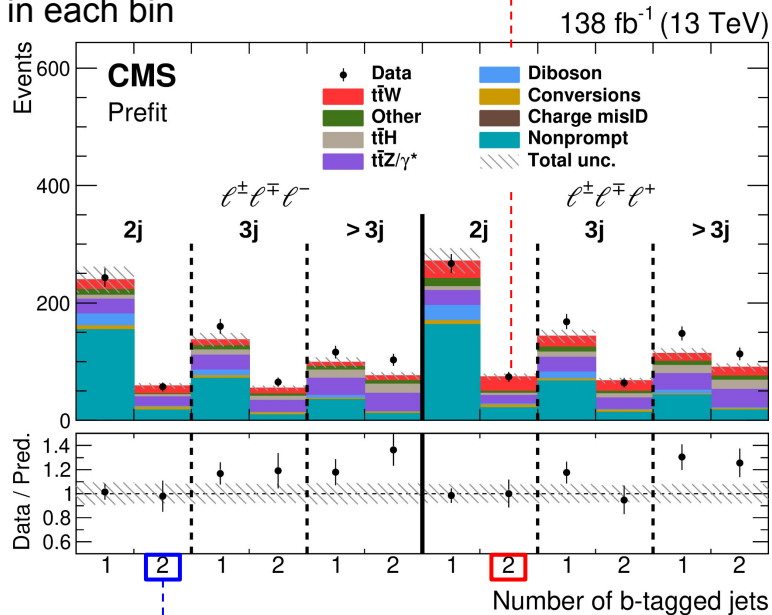 in each bin
138 fb⁻¹ (13 TeV)
Events
600
400
200
0
CMS
Prefit
Data
tt̄W
Other
tt̄H
tt̄Z/γ*
Diboson
Conversions
Charge misID
Nonprompt
Total unc.
ℓ±ℓ∓ℓ⁻
ℓ±ℓ∓ℓ⁺
2j 3j > 3j 2j 3j > 3j
Data / Pred.
1.4
1.2
1
0.8
0.6
1 2 1 2 1 2 1 2 1 2 1 2
Number of b-tagged jets